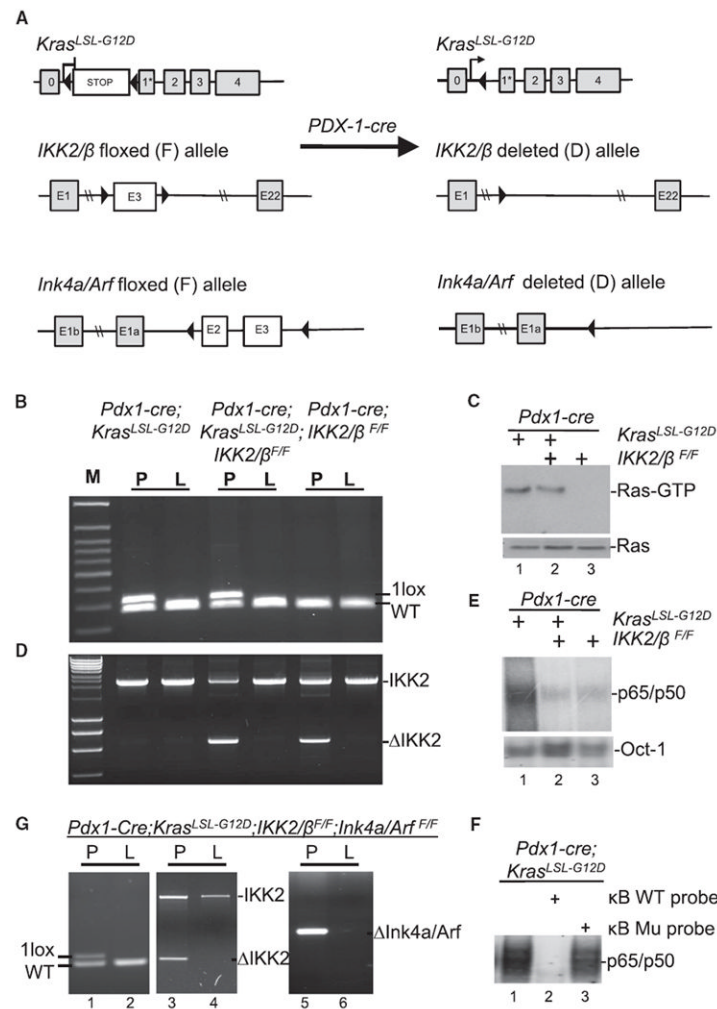 A
Kras^LSL-G12D
Kras^LSL-G12D
0 STOP 1* 2 3 4
0 1* 2 3 4
PDX-1-cre
IKK2/β floxed (F) allele
IKK2/β deleted (D) allele
E1 E3 E22
E1 E22
Ink4a/Arf floxed (F) allele
Ink4a/Arf deleted (D) allele
E1b E1a E2 E3
E1b E1a
B
Pdx1-cre; Pdx1-cre; Pdx1-cre;
Kras^LSL-G12D Kras^LSL-G12D; IKK2/β^F/F
IKK2/β^F/F
M P L P L P L
1lox
WT
C
Pdx1-cre
+ + Kras^LSL-G12D
+ + IKK2/β^F/F
-Ras-GTP
-Ras
1 2 3
D
-IKK2
ΔIKK2
E
Pdx1-cre
+ + Kras^LSL-G12D
+ + IKK2/β^F/F
-p65/p50
-Oct-1
1 2 3
G
Pdx1-Cre;Kras^LSL-G12D;IKK2/β^F/F;Ink4a/Arf^F/F
P L P L P L
-IKK2
1lox
WT
ΔIKK2
-ΔInk4a/Arf
1 2 3 4 5 6
F
Pdx1-cre;
Kras^LSL-G12D
+ κB WT probe
+ κB Mu probe
-p65/p50
1 2 3